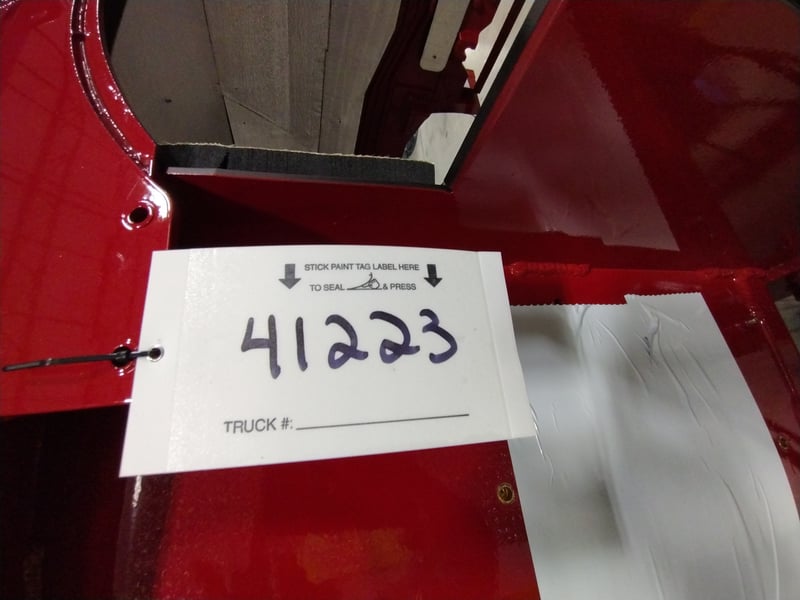 STICK PAINT TAG LABEL HERE
TO SEAL & PRESS
41223
TRUCK #: